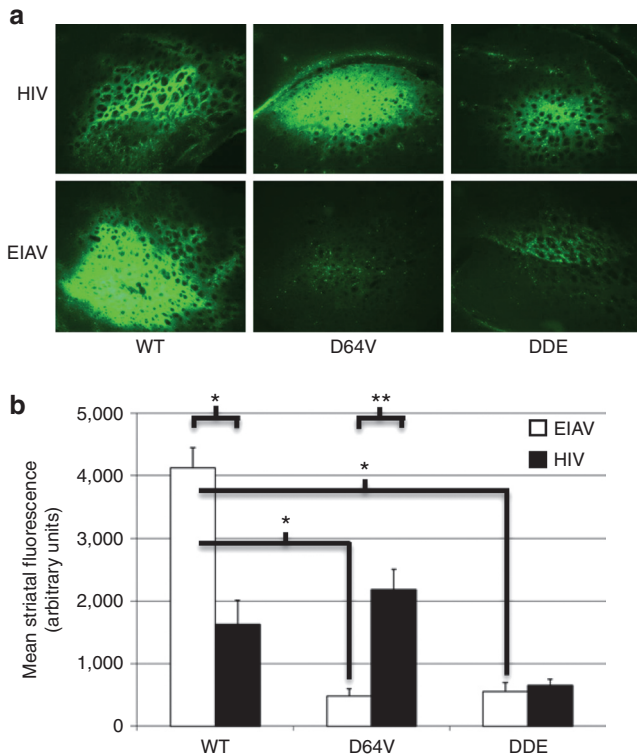 a
HIV
EIAV
WT D64V DDE
b
Mean striatal fluorescence
(arbitrary units)
5,000
4,000
3,000
2,000
1,000
0
* ** * *
EIAV
HIV
WT D64V DDE